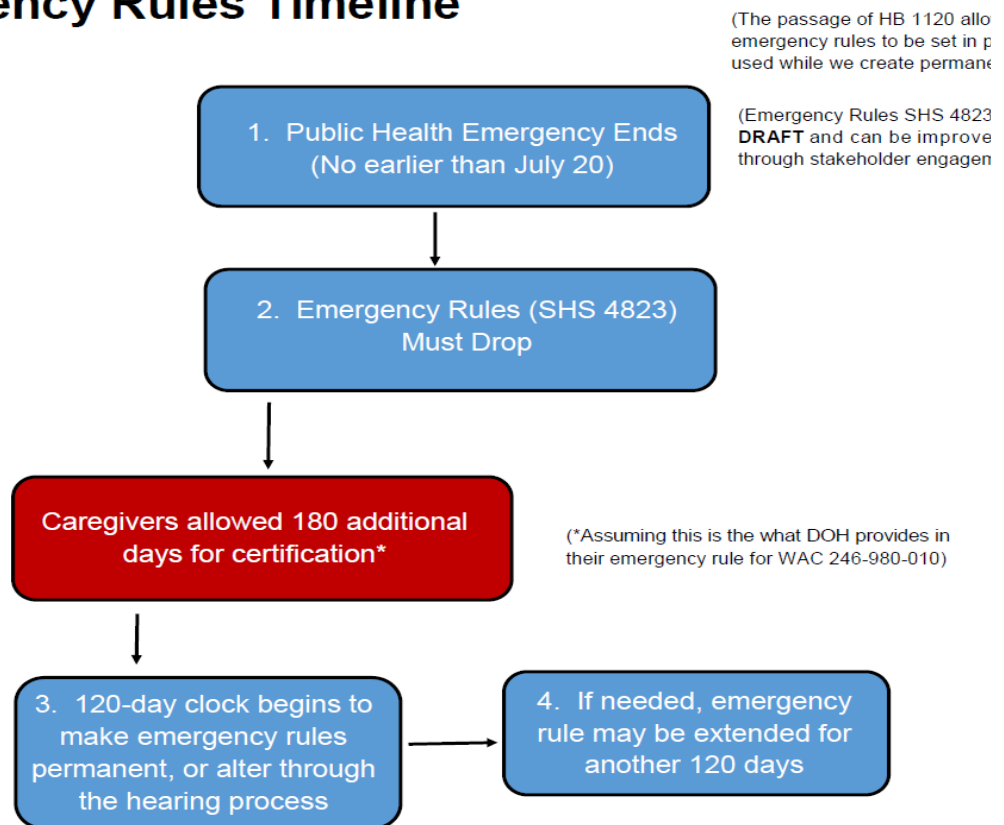 ency Rules Timeline
(The passage of HB 1120 allo
emergency rules to be set in p
used while we create permane
(Emergency Rules SHS 4823
DRAFT and can be improve
through stakeholder engagem
1. Public Health Emergency Ends
(No earlier than July 20)
2. Emergency Rules (SHS 4823)
Must Drop
Caregivers allowed 180 additional
days for certification*
(*Assuming this is the what DOH provides in
their emergency rule for WAC 246-980-010)
3. 120-day clock begins to
make emergency rules
permanent, or alter through
the hearing process
4. If needed, emergency
rule may be extended for
another 120 days